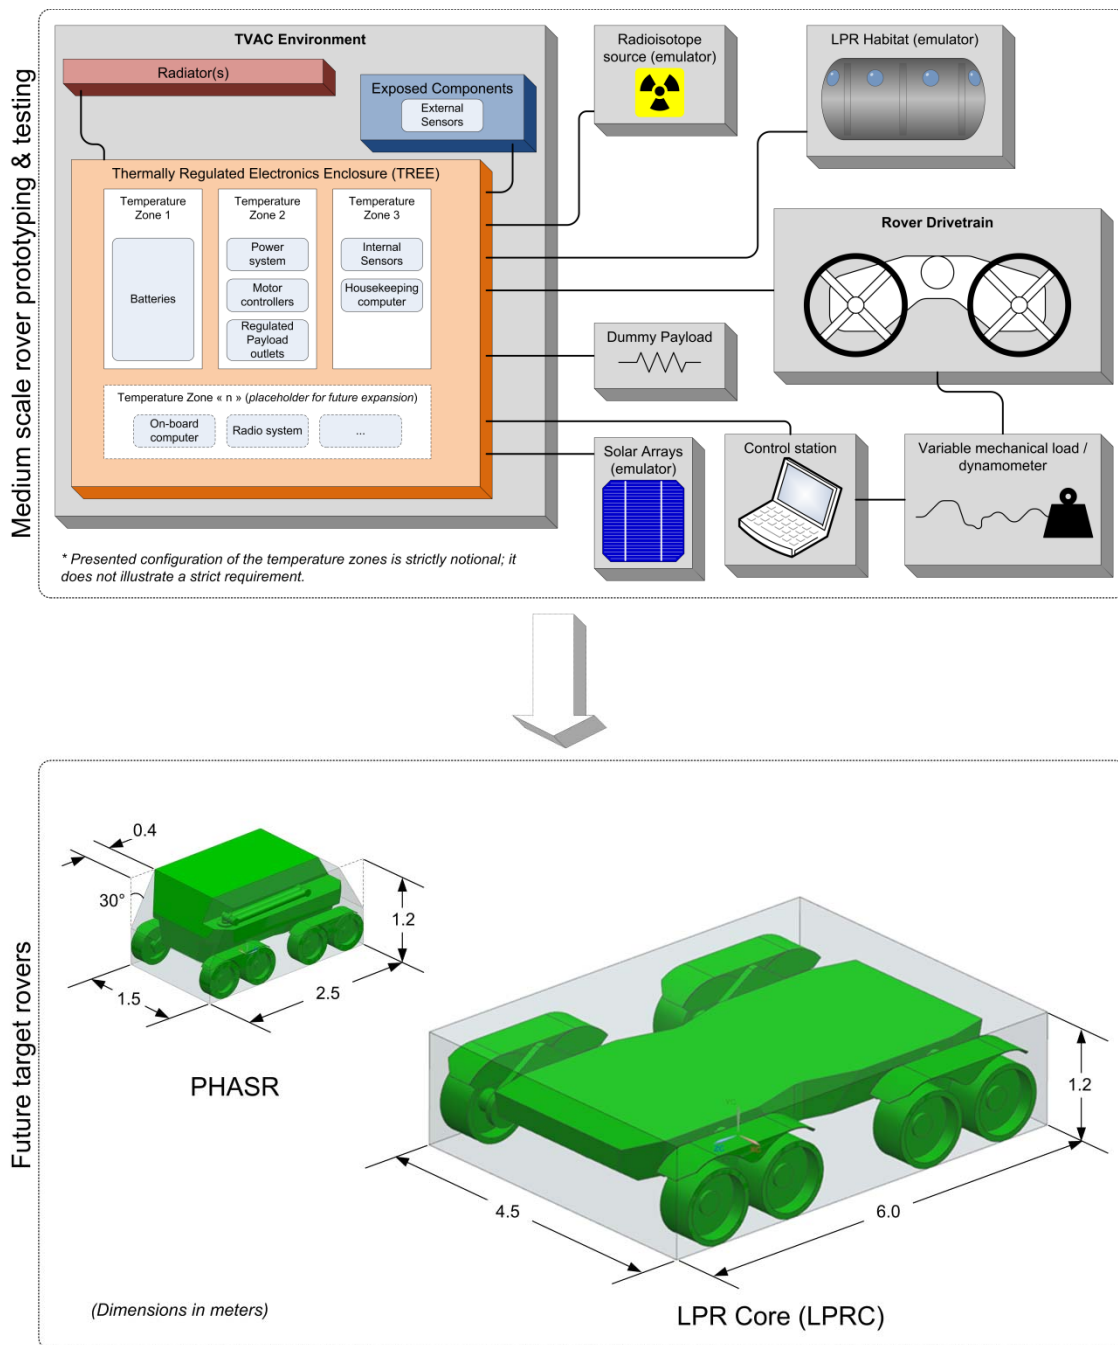 Medium scale rover prototyping & testing
TVAC Environment
Radiator(s)
Exposed Components
External
Sensors
Thermally Regulated Electronics Enclosure (TREE)
Temperature
Zone 1
Batteries
Temperature
Zone 2
Power
system
Motor
controllers
Regulated
Payload
outlets
Temperature
Zone 3
Internal
Sensors
Housekeeping
computer
Temperature Zone « n » (placeholder for future expansion)
On-board
computer
Radio system
...
* Presented configuration of the temperature zones is strictly notional; it
does not illustrate a strict requirement.
Radioisotope
source (emulator)
LPR Habitat (emulator)
Rover Drivetrain
Dummy Payload
Solar Arrays
(emulator)
Control station
Variable mechanical load /
dynamometer
Future target rovers
0.4
30°
1.2
1.5
2.5
PHASR
1.2
4.5
6.0
(Dimensions in meters)
LPR Core (LPRC)